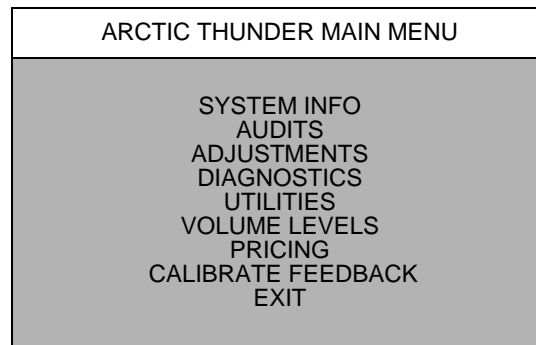 ARCTIC THUNDER MAIN MENU
SYSTEM INFO
AUDITS
ADJUSTMENTS
DIAGNOSTICS
UTILITIES
VOLUME LEVELS
PRICING
CALIBRATE FEEDBACK
EXIT